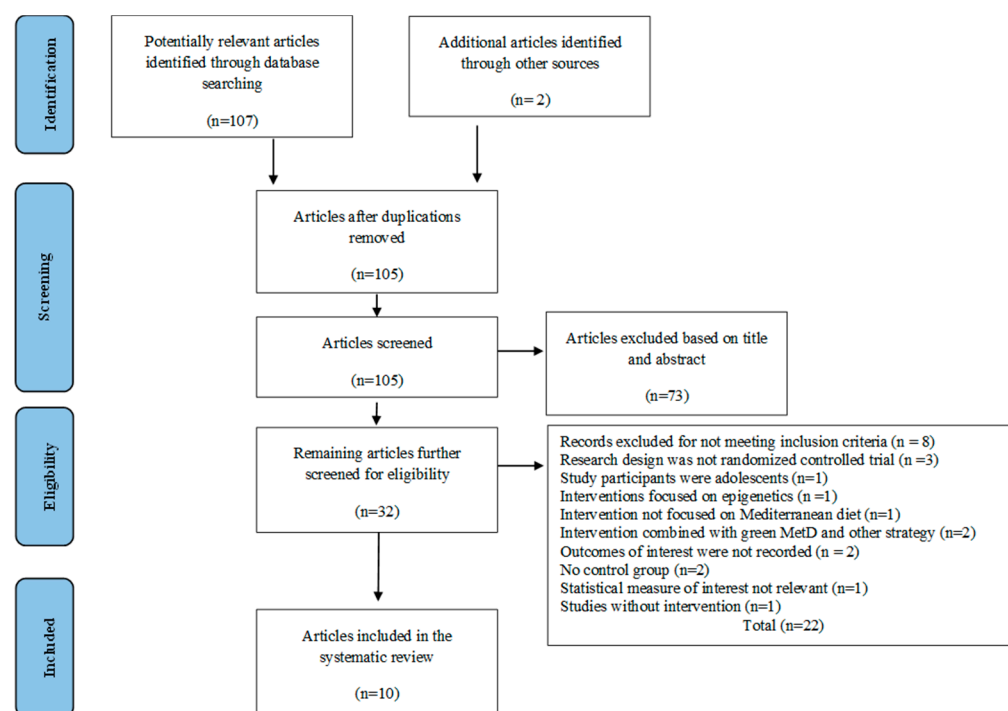 Identification
Potentially relevant articles
identified through database
searching
(n=107)
Additional articles identified
through other sources
(n= 2)
Screening
Articles after duplications
removed
(n=105)
Articles screened
(n=105)
Articles excluded based on title
and abstract
(n=73)
Eligibility
Remaining articles further
screened for eligibility
(n=32)
Records excluded for not meeting inclusion criteria (n = 8)
Research design was not randomized controlled trial (n =3)
Study participants were adolescents (n=1)
Interventions focused on epigenetics (n =1)
Intervention not focused on Mediterranean diet (n=1)
Intervention combined with green MetD and other strategy (n=2)
Outcomes of interest were not recorded (n = 2)
No control group (n=2)
Statistical measure of interest not relevant (n=1)
Studies without intervention (n=1)
Total (n=22)
Included
Articles included in the
systematic review
(n=10)